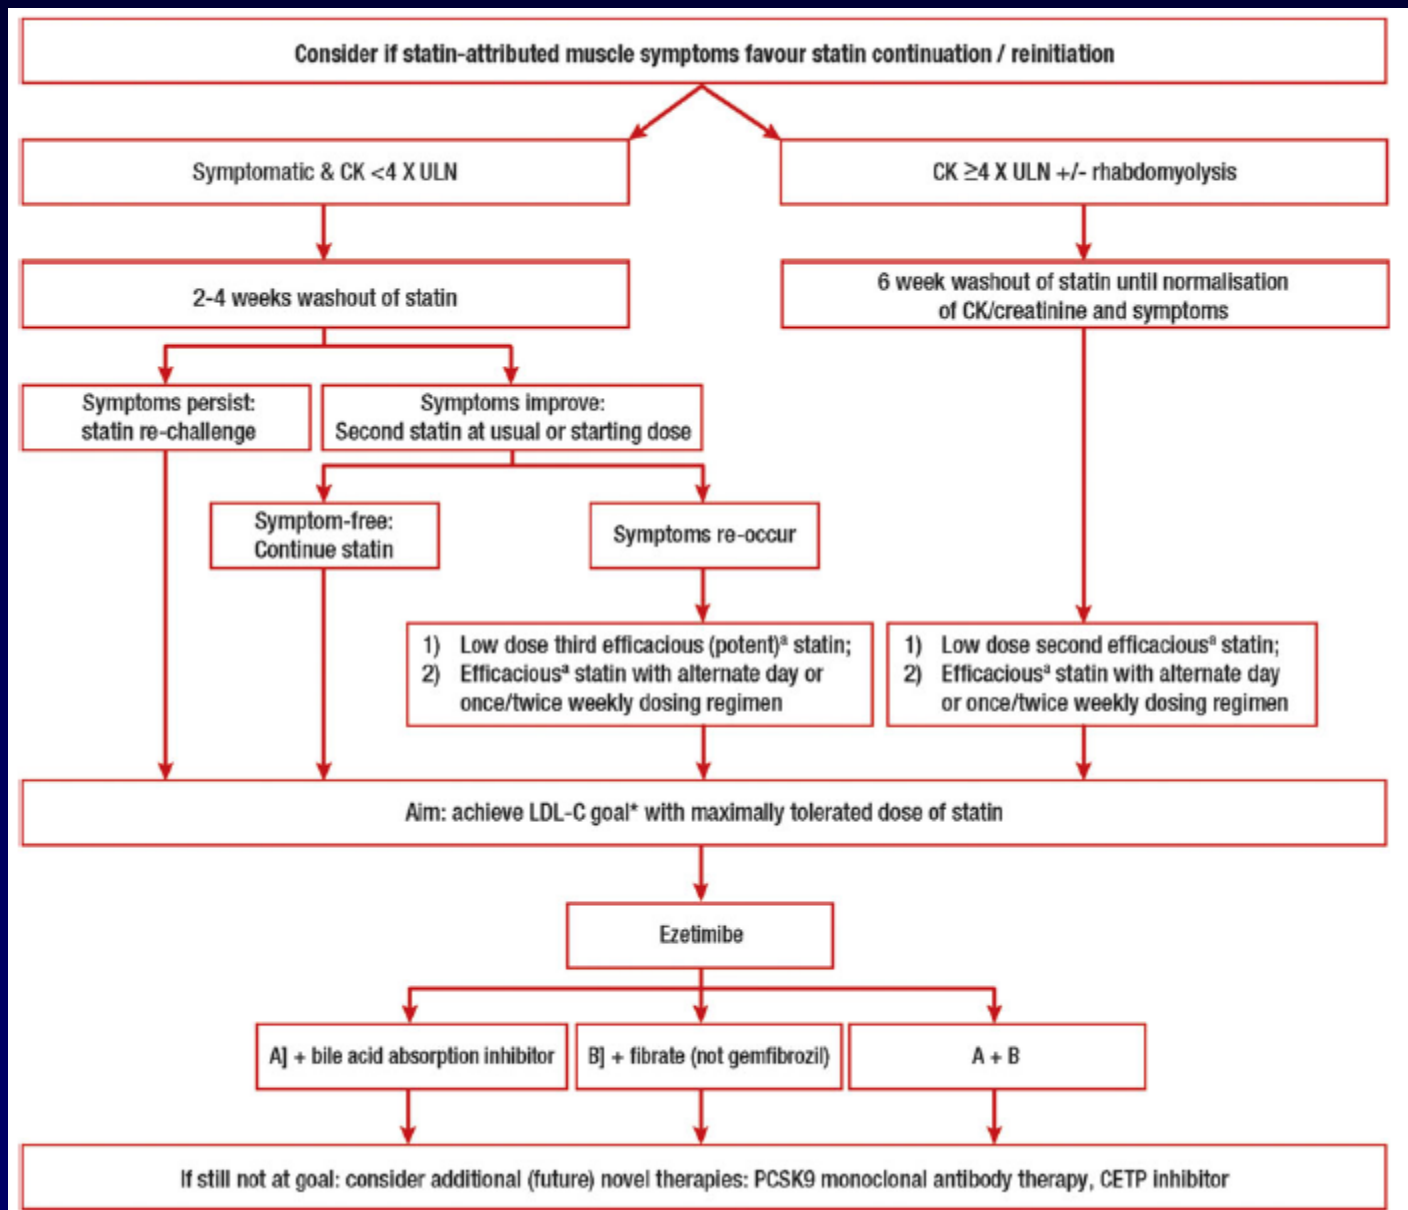 Consider if statin-attributed muscle symptoms favour statin continuation / reinitiation
Symptomatic & CK <4 X ULN
CK ≥4 X ULN +/- rhabdomyolysis
2-4 weeks washout of statin
6 week washout of statin until normalisation
of CK/creatinine and symptoms
Symptoms persist:
statin re-challenge
Symptoms improve:
Second statin at usual or starting dose
Symptom-free:
Continue statin
Symptoms re-occur
1) Low dose third efficacious (potent)ª statin;
2) Efficaciousª statin with alternate day or
once/twice weekly dosing regimen
1) Low dose second efficaciousª statin;
2) Efficaciousª statin with alternate day
or once/twice weekly dosing regimen
Aim: achieve LDL-C goal* with maximally tolerated dose of statin
Ezetimibe
A] + bile acid absorption inhibitor
B] + fibrate (not gemfibrozil)
A + B
If still not at goal: consider additional (future) novel therapies: PCSK9 monoclonal antibody therapy, CETP inhibitor